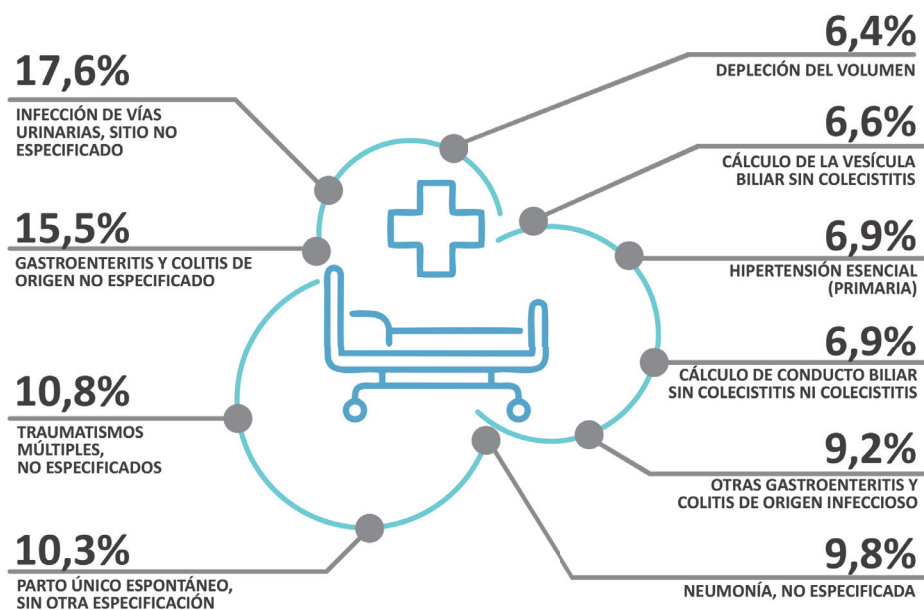 17,6%
INFECCIÓN DE VÍAS
URINARIAS, SITIO NO
ESPECIFICADO
15,5%
GASTROENTERITIS Y COLITIS DE
ORIGEN NO ESPECIFICADO
10,8%
TRAUMATISMOS
MÚLTIPLES,
NO ESPECIFICADOS
10,3%
PARTO ÚNICO ESPONTÁNEO,
SIN OTRA ESPECIFICACIÓN
6,4%
DEPLECIÓN DEL VOLUMEN
6,6%
CÁLCULO DE LA VESÍCULA
BILIAR SIN COLECISTITIS
6,9%
HIPERTENSIÓN ESENCIAL
(PRIMARIA)
6,9%
CÁLCULO DE CONDUCTO BILIAR
SIN COLECISTITIS NI COLECISTITIS
9,2%
OTRAS GASTROENTERITIS Y
COLITIS DE ORIGEN INFECCIOSO
9,8%
NEUMONÍA, NO ESPECIFICADA